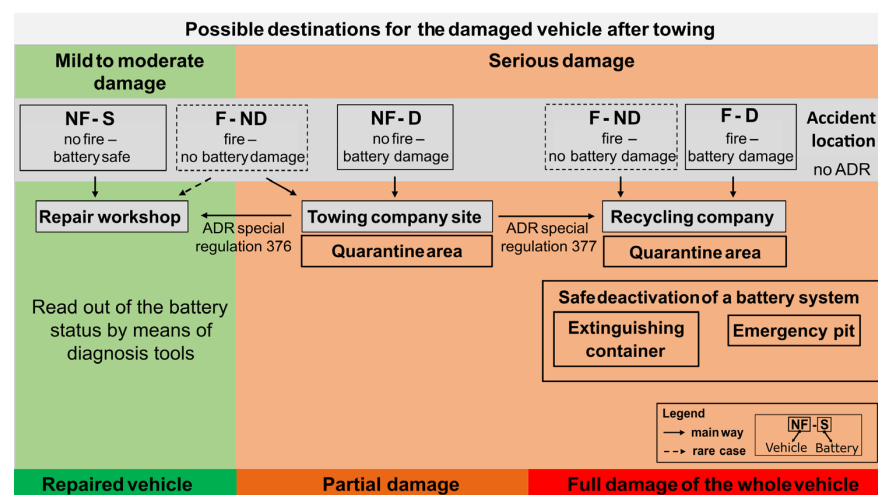 Possible destinations for the damaged vehicle after towing
Mild to moderate
damage
Serious damage
NF - S
no fire –
battery safe
F - ND
fire –
no battery damage
NF - D
no fire –
battery damage
F - ND
fire –
no battery damage
F - D
fire –
battery damage
Accident
location
no ADR
Repair workshop
ADR special
regulation 376
Towing company site
Quarantine area
ADR special
regulation 377
Recycling company
Quarantine area
Read out of the battery
status by means of
diagnosis tools
Safe deactivation of a battery system
Extinguishing
container
Emergency pit
Legend
main way
rare case
NF - S
Vehicle Battery
Repaired vehicle
Partial damage
Full damage of the whole vehicle